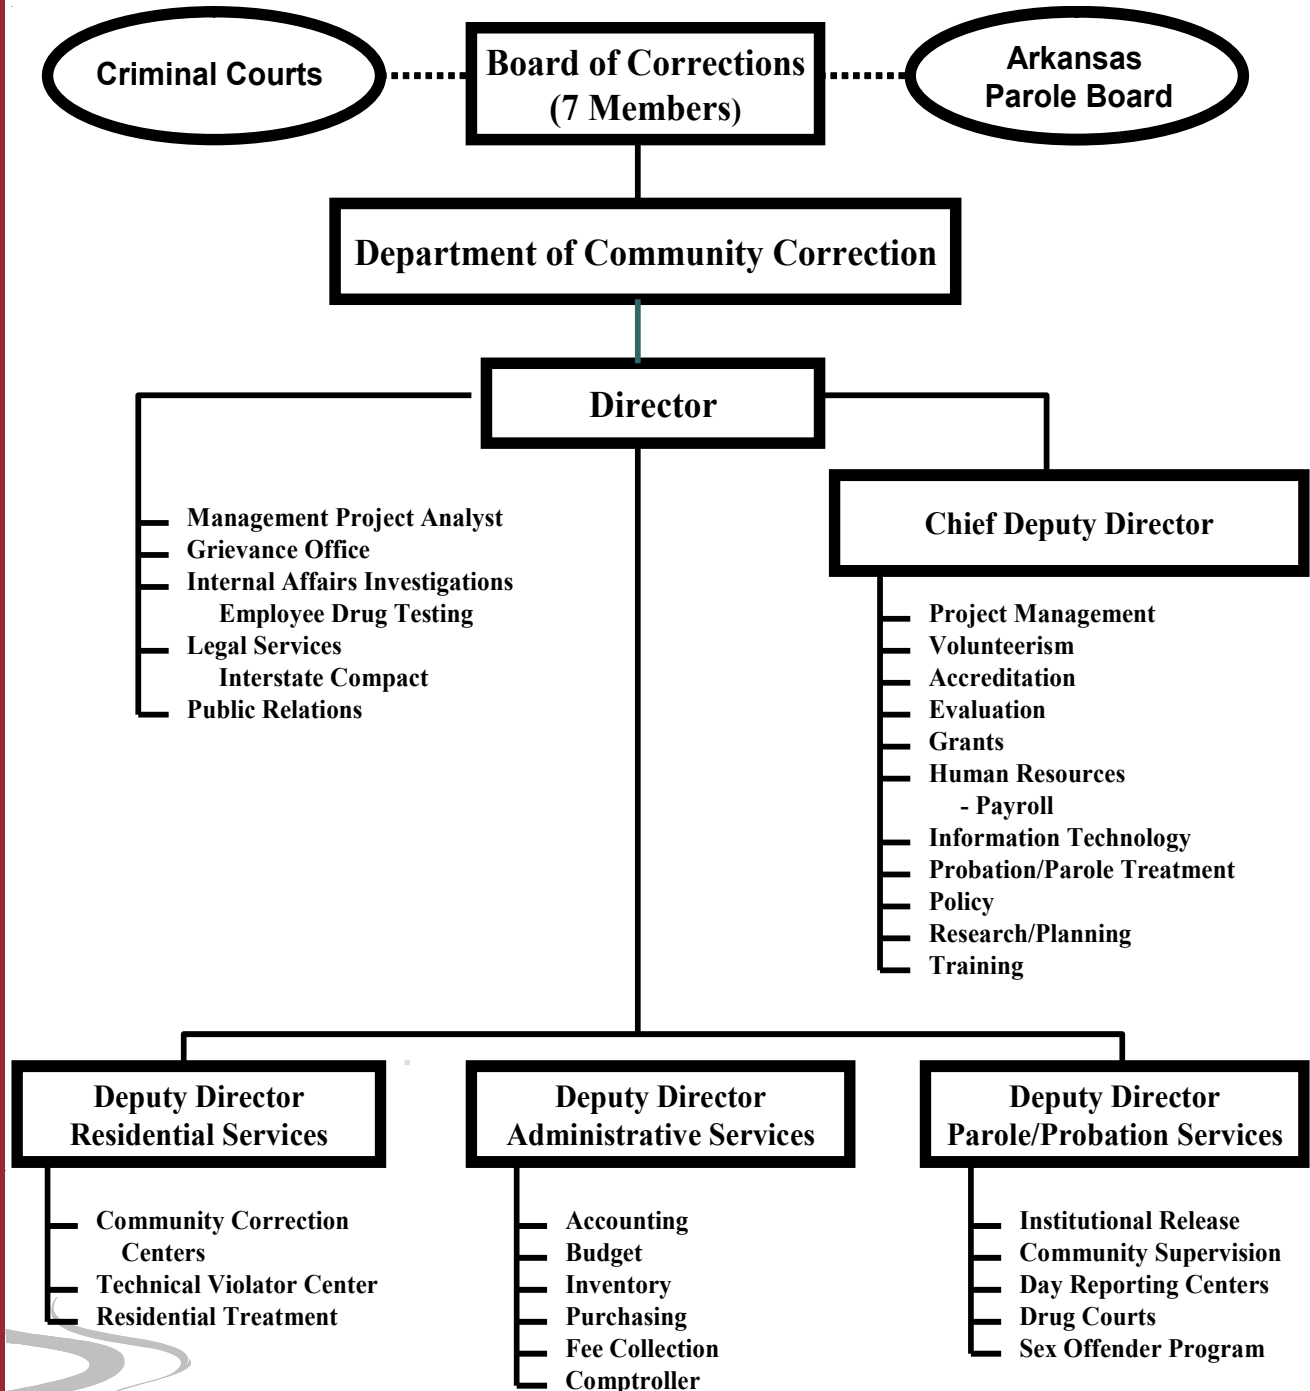 Criminal Courts
Board of Corrections
(7 Members)
Arkansas
Parole Board
Department of Community Correction
Director
Management Project Analyst
Grievance Office
Internal Affairs Investigations
Employee Drug Testing
Legal Services
Interstate Compact
Public Relations
Chief Deputy Director
Project Management
Volunteerism
Accreditation
Evaluation
Grants
Human Resources
- Payroll
Information Technology
Probation/Parole Treatment
Policy
Research/Planning
Training
Deputy Director
Residential Services
Community Correction
Centers
Technical Violator Center
Residential Treatment
Deputy Director
Administrative Services
Accounting
Budget
Inventory
Purchasing
Fee Collection
Comptroller
Deputy Director
Parole/Probation Services
Institutional Release
Community Supervision
Day Reporting Centers
Drug Courts
Sex Offender Program